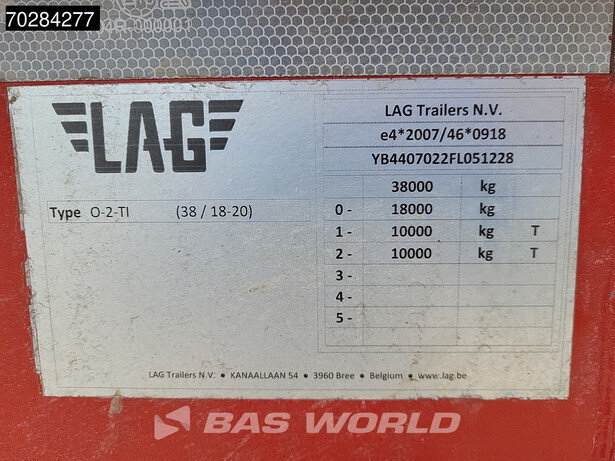 70284277
000001
LAG
LAG Trailers N.V.
e4*2007/46*0918
YB4407022FL051228
38000 kg
Type O-2-TI (38 / 18-20)
0- 18000 kg
1 - 10000 kg T
2 - 10000 kg T
3 -
4 -
5 -
LAG Trailers N.V. • KANAALLAAN 54 • 3960 Bree • Belgium • www.lag.be
BAS WORLD